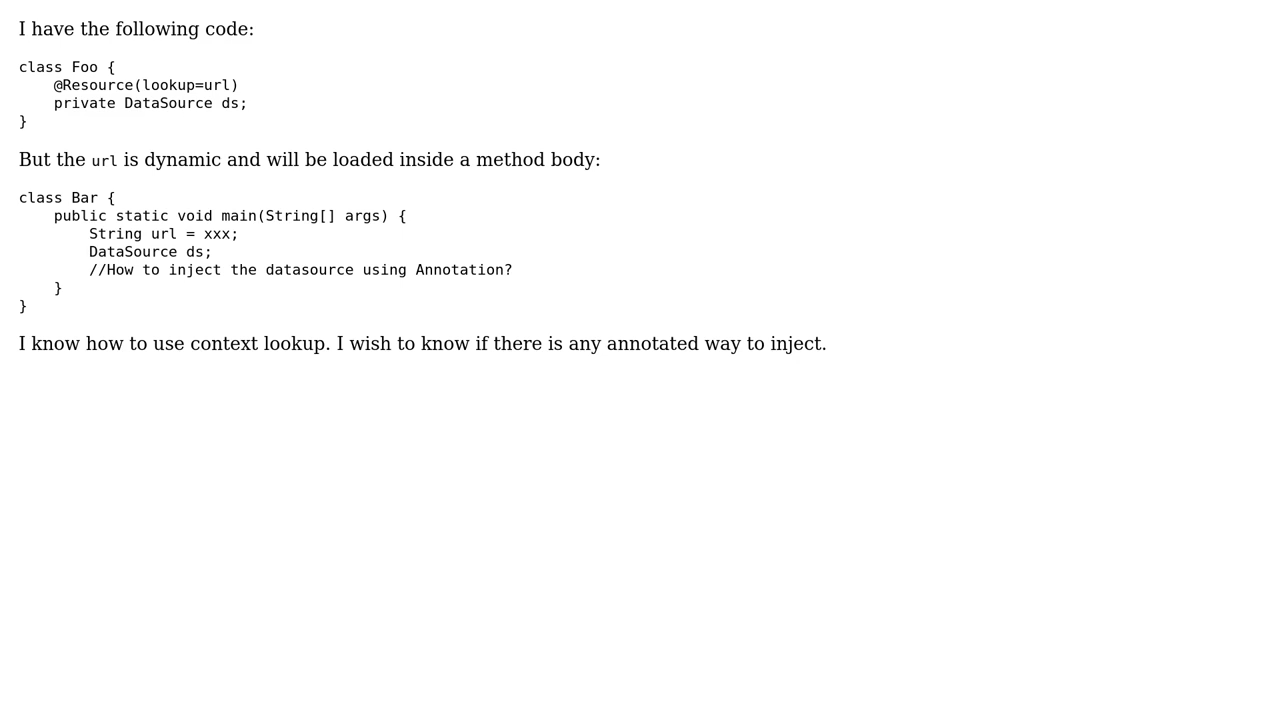 I have the following code:
class Foo {
    @Resource(lookup=url)
    private DataSource ds;
}
But the url is dynamic and will be loaded inside a method body:
class Bar {
    public static void main(String[] args) {
        String url = xxx;
        DataSource ds;
        //How to inject the datasource using Annotation?
    }
}
I know how to use context lookup. I wish to know if there is any annotated way to inject.